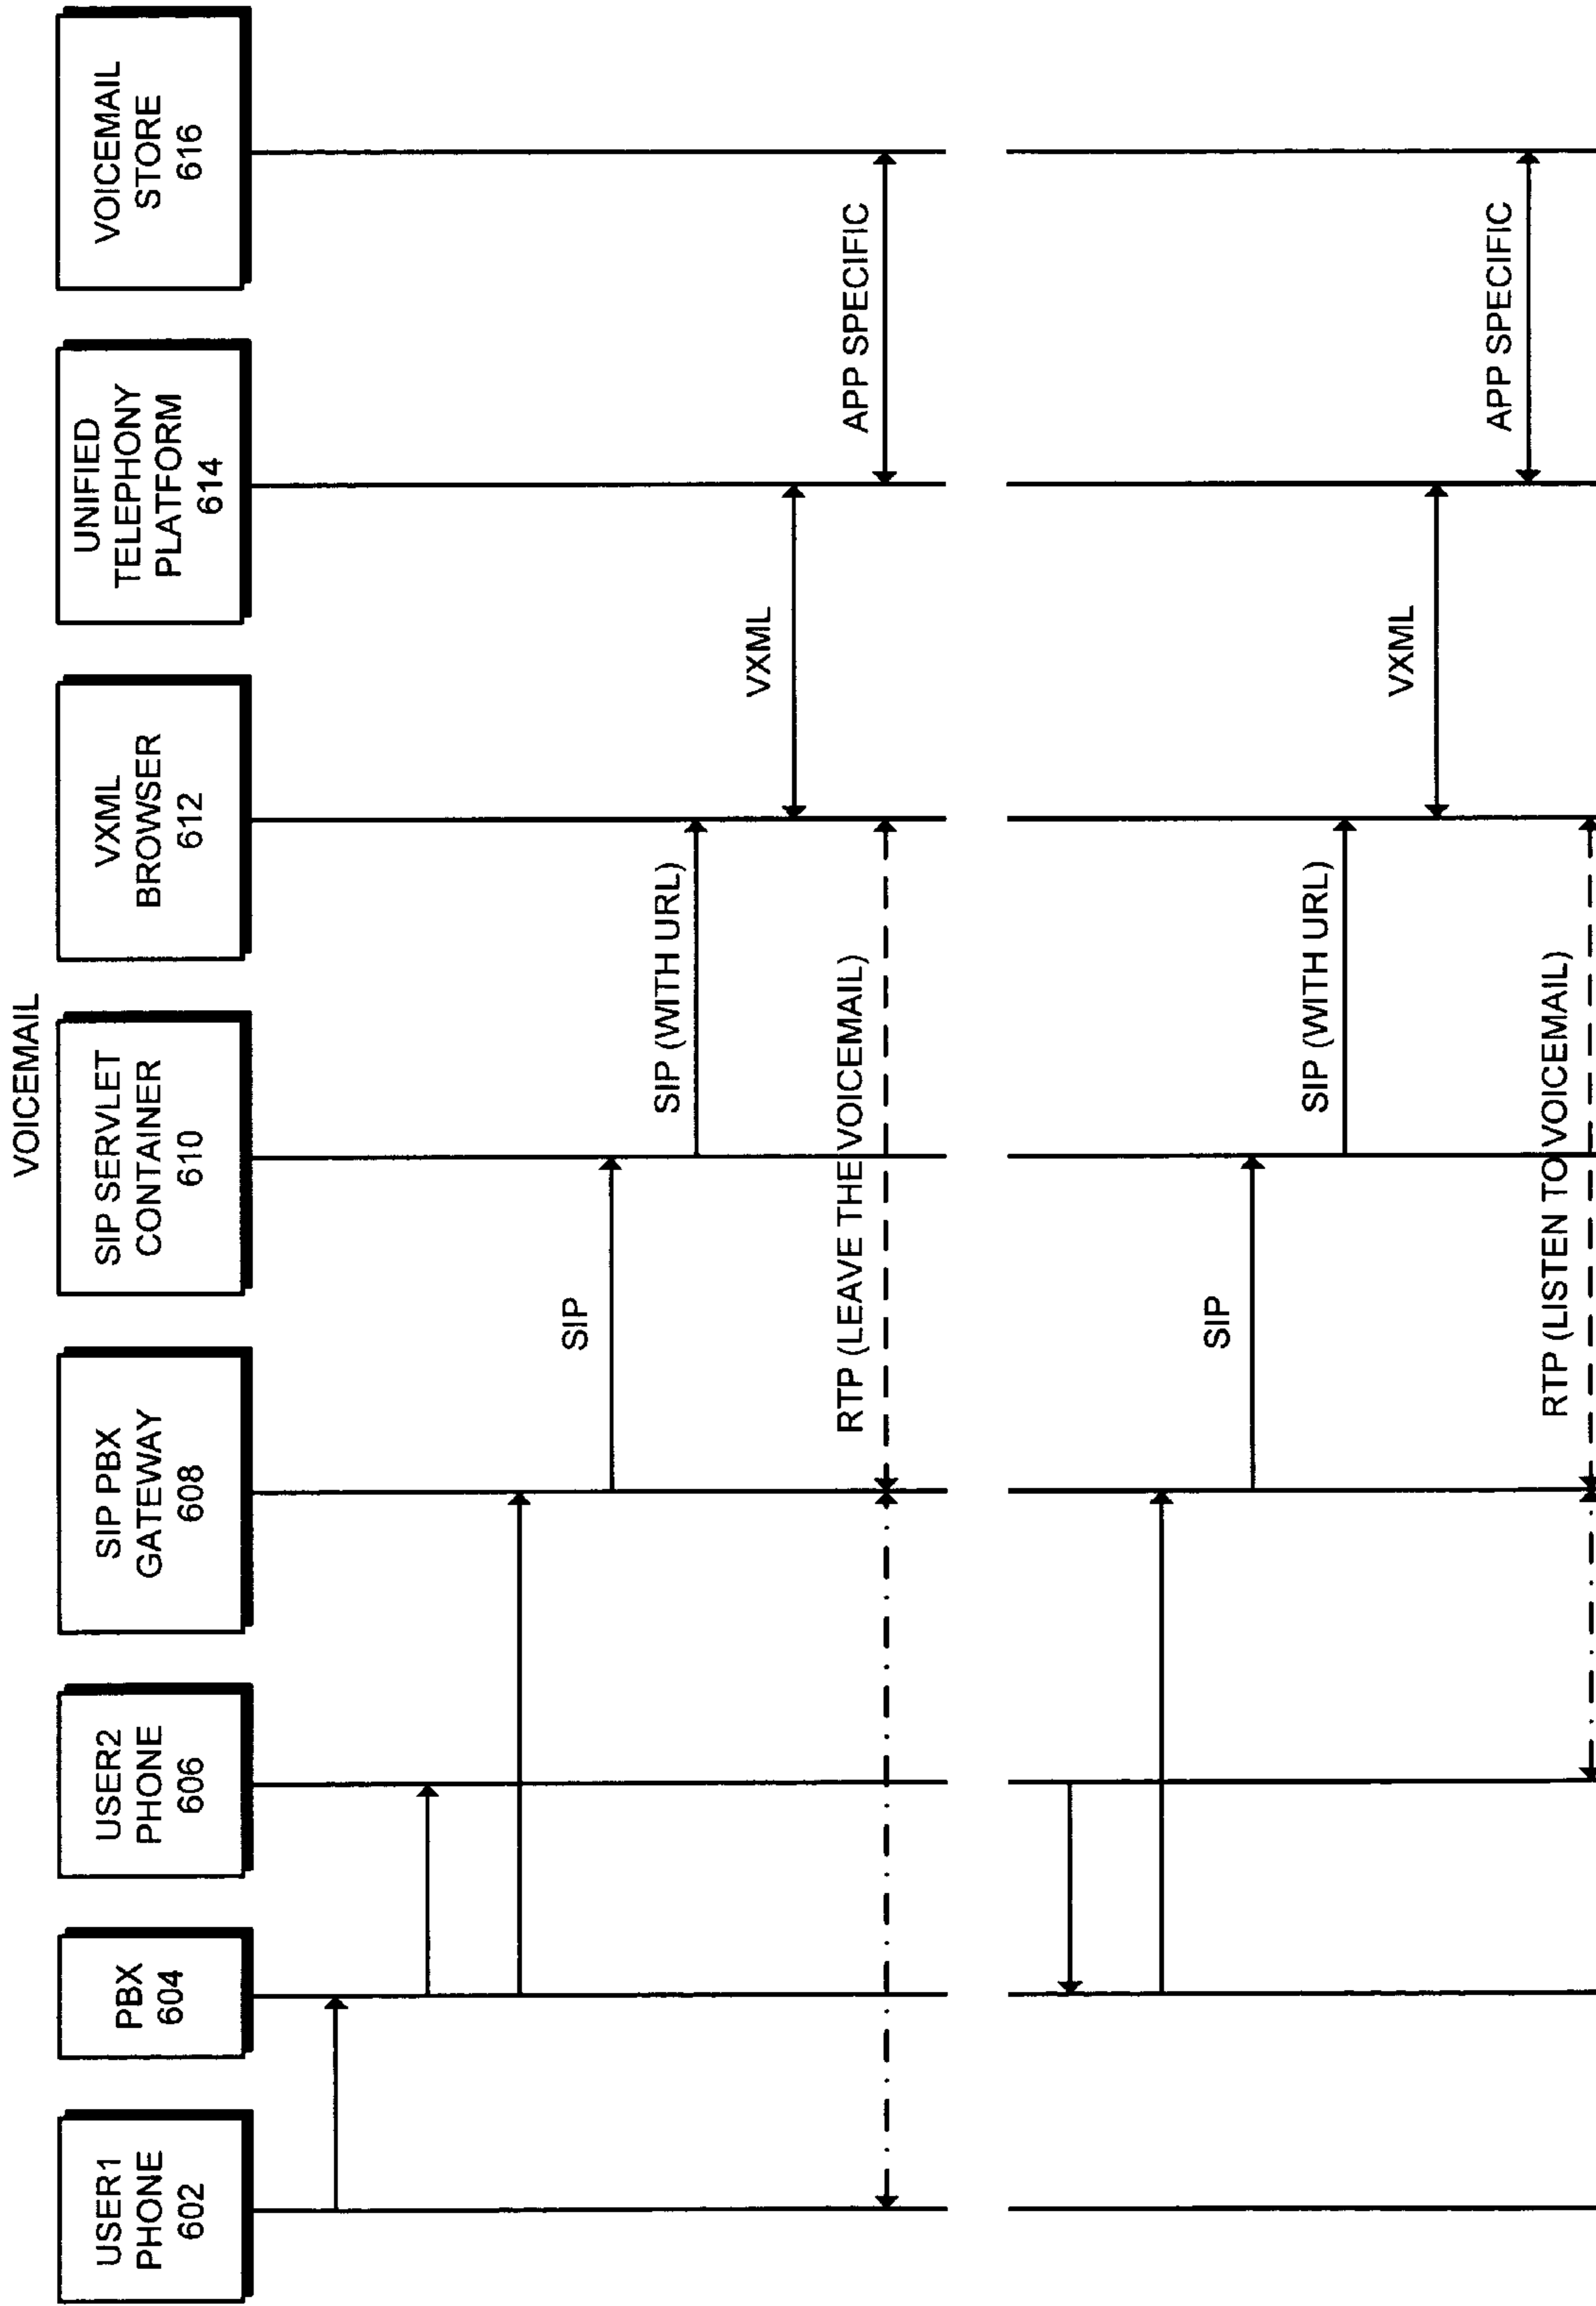 VOICEMAIL
USER1
PHONE
602
PBX
604
USER2
PHONE
606
SIP PBX
GATEWAY
608
SIP SERVLET
CONTAINER
610
VXML
BROWSER
612
UNIFIED
TELEPHONY
PLATFORM
614
VOICEMAIL
STORE
616
SIP
SIP (WITH URL)
VXML
RTP (LEAVE THE VOICEMAIL)
APP SPECIFIC
SIP
SIP (WITH URL)
VXML
APP SPECIFIC
RTP (LISTEN TO VOICEMAIL)